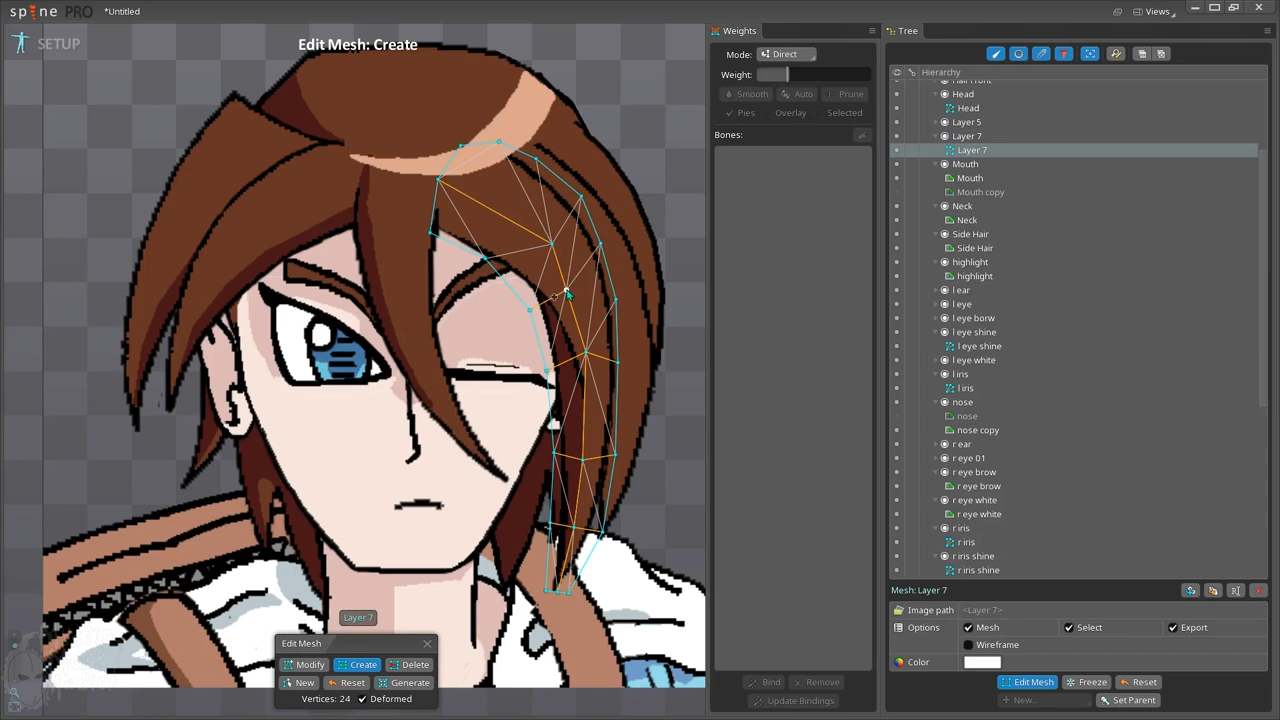 spine PRO *Untitled Views
SETUP
Edit Mesh: Create
Weights
Mode: Direct
Weight:
Smooth Auto Prune
Pies Overlay Selected
Bones:
Bind Remove
Update Bindings
Tree
Hierarchy
Hair Front
Head
Head
Layer 5
Layer 7
Layer 7
Mouth
Mouth
Mouth copy
Neck
Neck
Side Hair
Side Hair
highlight
highlight
l ear
l eye
l eye borw
l eye shine
l eye shine
l eye white
l iris
l iris
nose
nose
nose copy
r ear
r eye 01
r eye brow
r eye brow
r eye white
r eye white
r iris
r iris
r iris shine
r iris shine
Mesh: Layer 7
Image path <Layer 7>
Options Mesh Select Export
Wireframe
Color
Edit Mesh Freeze Reset
New... Set Parent
Layer 7
Edit Mesh
Modify Create Delete
New Reset Generate
Vertices: 24 Deformed